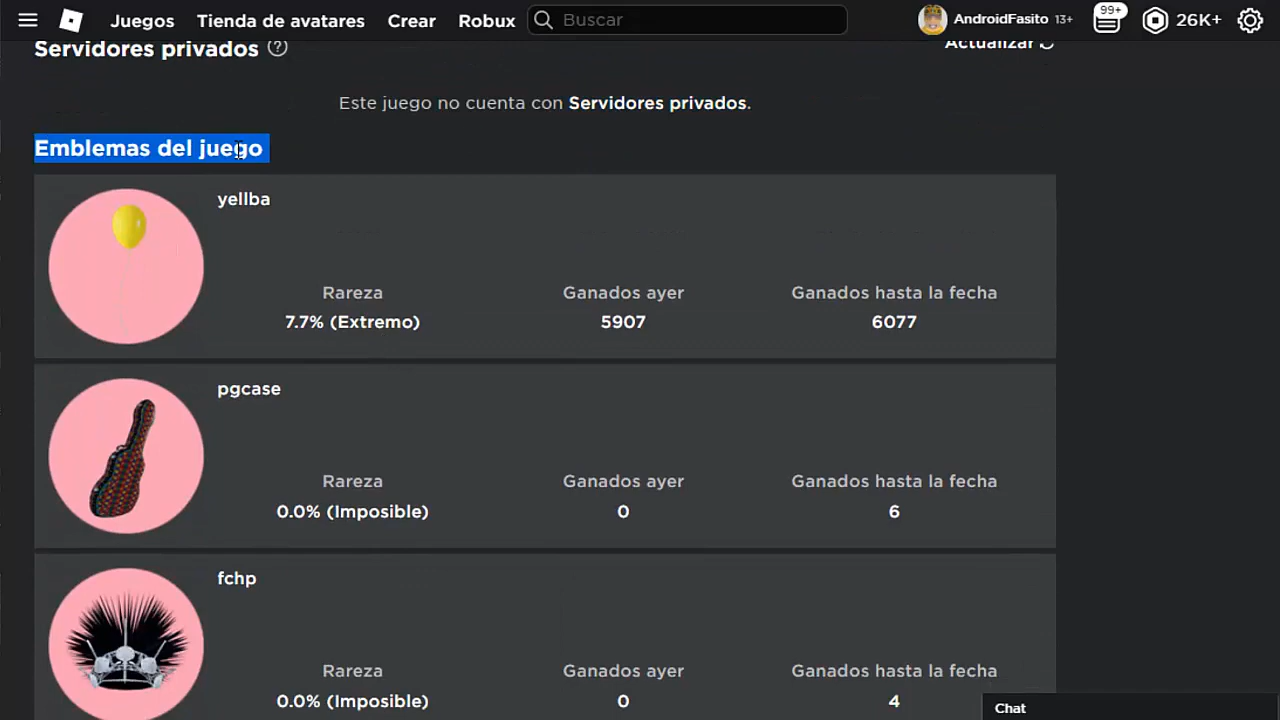 Juegos Tienda de avatares Crear Robux Buscar AndroidFasito 13+ 99+ 26K+
Servidores privados ? Actualizar
Este juego no cuenta con Servidores privados.
Emblemas del juego
yellba
Rareza Ganados ayer Ganados hasta la fecha
7.7% (Extremo) 5907 6077
pgcase
Rareza Ganados ayer Ganados hasta la fecha
0.0% (Imposible) 0 6
fchp
Rareza Ganados ayer Ganados hasta la fecha
0.0% (Imposible) 0 4
Chat